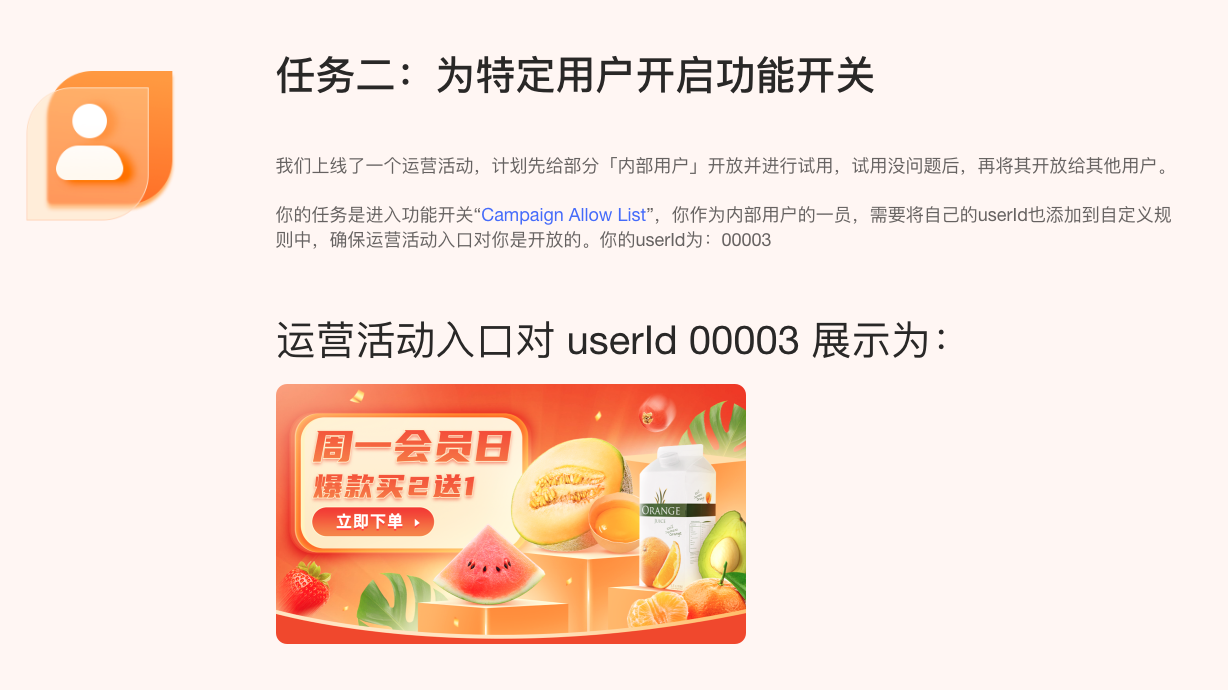 任务二：为特定用户开启功能开关
我们上线了一个运营活动，计划先给部分「内部用户」开放并进行试用，试用没问题后，再将其开放给其他用户。
你的任务是进入功能开关“Campaign Allow List”，你作为内部用户的一员，需要将自己的userId也添加到自定义规
则中，确保运营活动入口对你是开放的。你的userId为：00003
运营活动入口对 userId 00003 展示为：
周一会员日
爆款买2送1
立即下单
ORANGE
JUICE